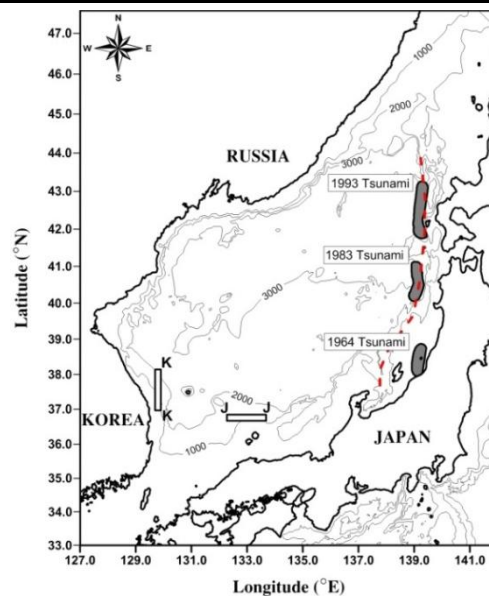 N
W E
S
47.0
46.0
45.0
44.0
43.0
42.0
41.0
40.0
39.0
38.0
37.0
36.0
35.0
34.0
33.0
Latitude (°N)
1000
2000
3000
RUSSIA
1993 Tsunami
1983 Tsunami
3000
1964 Tsunami
K
K
2000
J J
1000
KOREA
JAPAN
127.0 129.0 131.0 133.0 135.0 137.0 139.0 141.0
Longitude (°E)